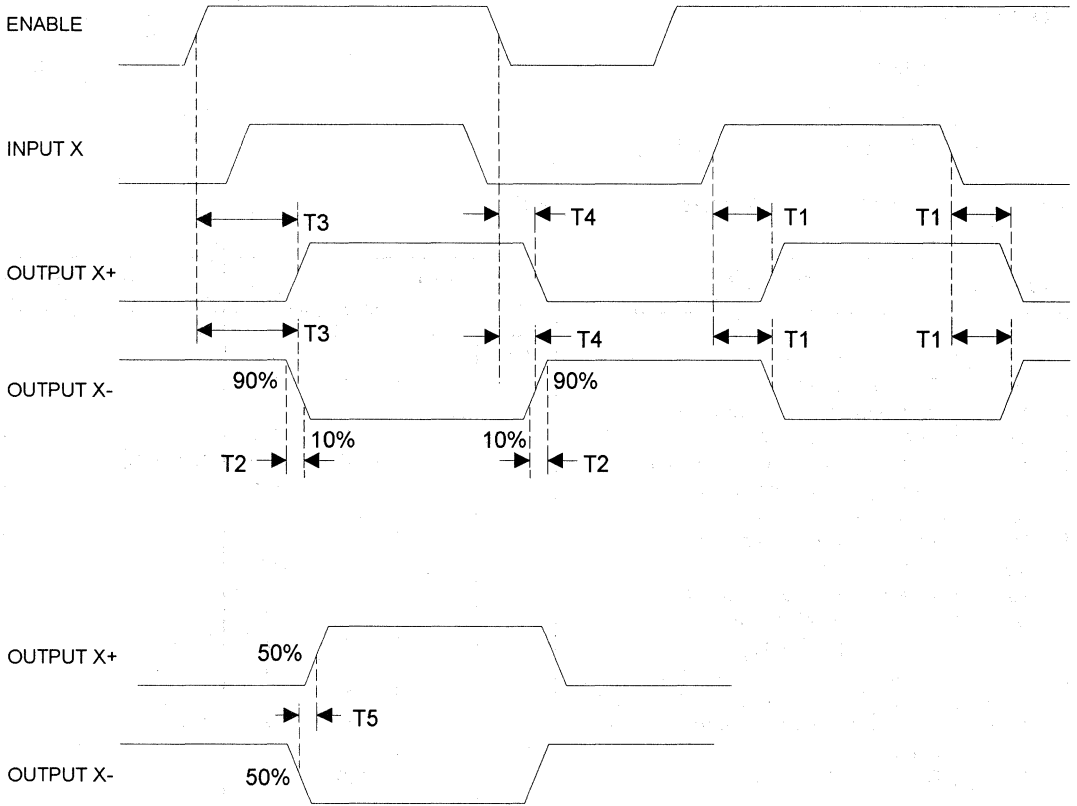 ENABLE
INPUT X
T3
T4
T1
T1
OUTPUT X+
T3
T4
T1
T1
OUTPUT X-
90%
90%
10%
10%
T2
T2
OUTPUT X+
50%
T5
OUTPUT X-
50%